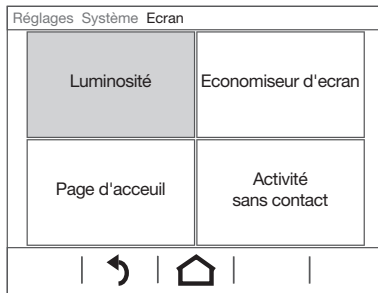 Réglages Système Ecran
Luminosité
Economiseur d'ecran
Page d'acceuil
Activité
sans contact